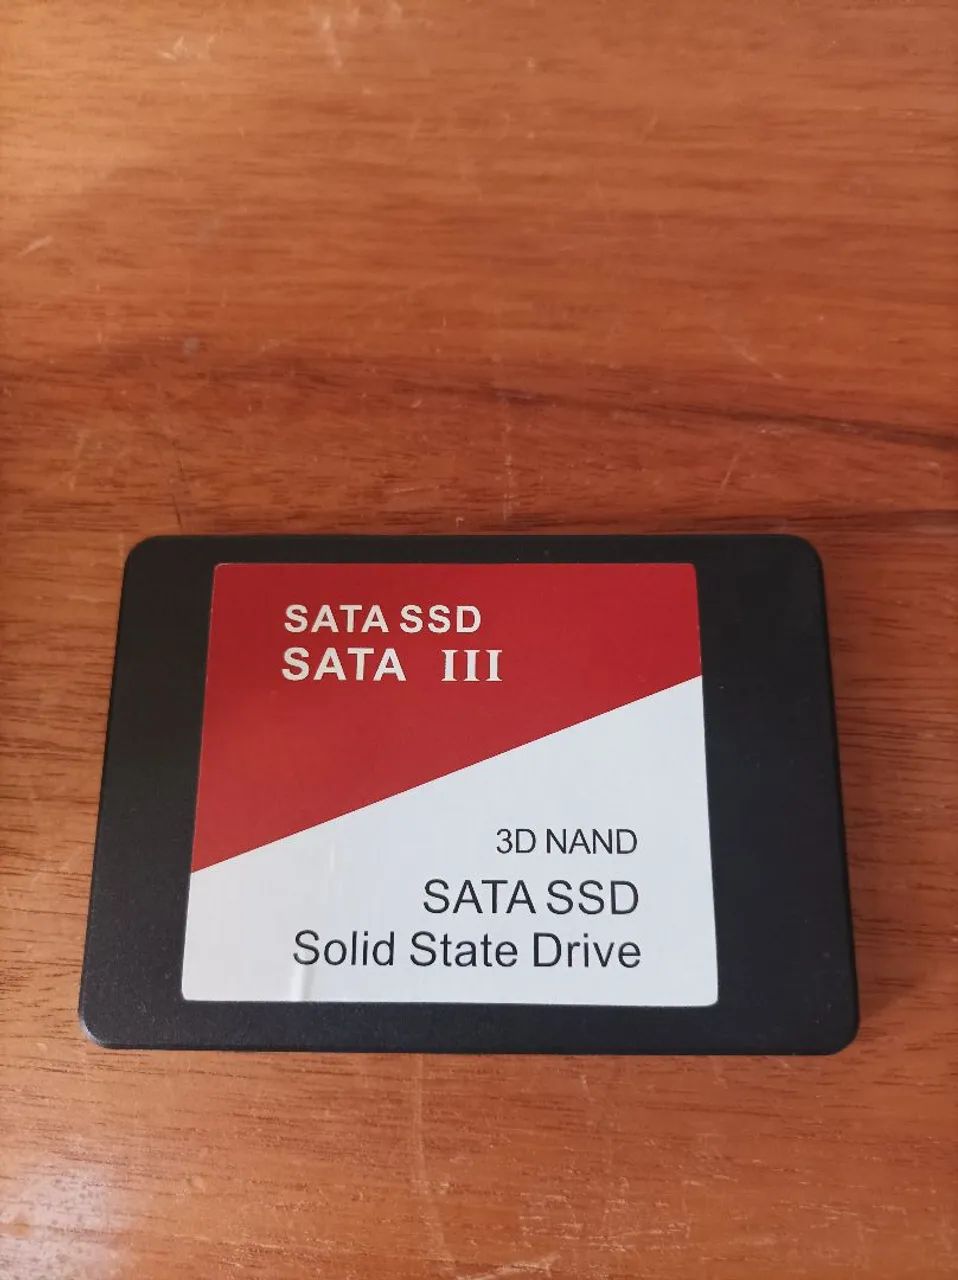 SATA SSD
SATA III
3D NAND
SATA SSD
Solid State Drive